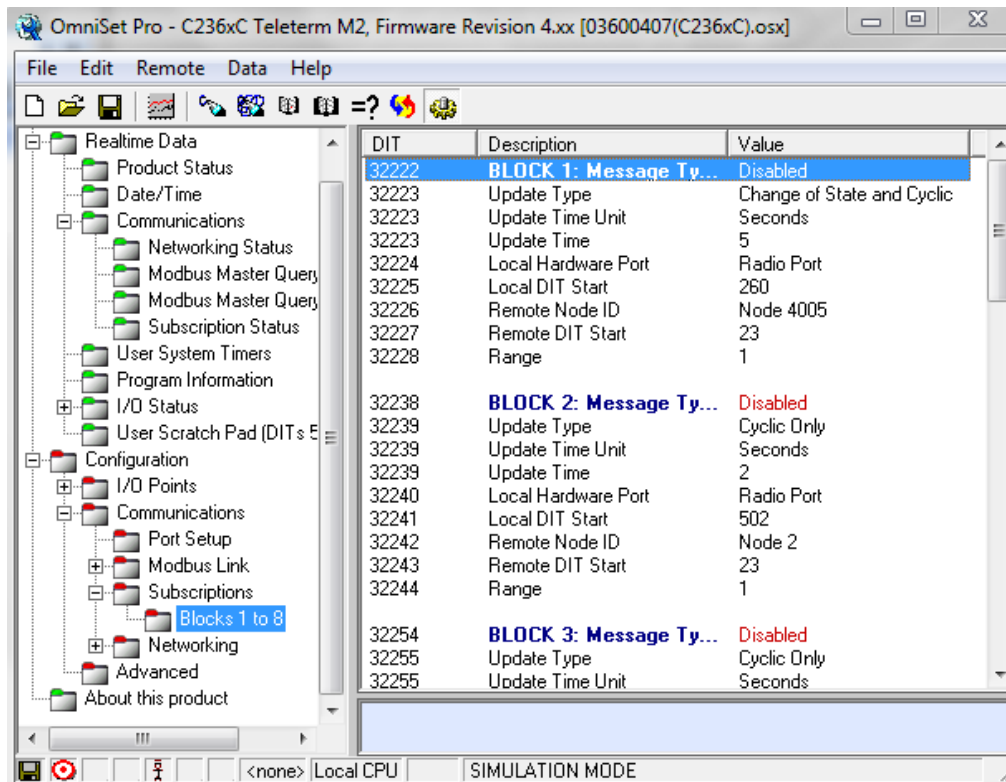 OmniSet Pro - C236xC Teleterm M2, Firmware Revision 4.xx [03600407(C236xC).osx]
File Edit Remote Data Help
=?
Realtime Data
Product Status
Date/Time
Communications
Networking Status
Modbus Master Query
Modbus Master Query
Subscription Status
User System Timers
Program Information
I/O Status
User Scratch Pad (DITs 5
Configuration
I/O Points
Communications
Port Setup
Modbus Link
Subscriptions
Blocks 1 to 8
Networking
Advanced
About this product
DIT Description Value
32222 BLOCK 1: Message Ty... Disabled
32223 Update Type Change of State and Cyclic
32223 Update Time Unit Seconds
32223 Update Time 5
32224 Local Hardware Port Radio Port
32225 Local DIT Start 260
32226 Remote Node ID Node 4005
32227 Remote DIT Start 23
32228 Range 1
32238 BLOCK 2: Message Ty... Disabled
32239 Update Type Cyclic Only
32239 Update Time Unit Seconds
32239 Update Time 2
32240 Local Hardware Port Radio Port
32241 Local DIT Start 502
32242 Remote Node ID Node 2
32243 Remote DIT Start 23
32244 Range 1
32254 BLOCK 3: Message Ty... Disabled
32255 Update Type Cyclic Only
32255 Update Time Unit Seconds
<none> Local CPU SIMULATION MODE